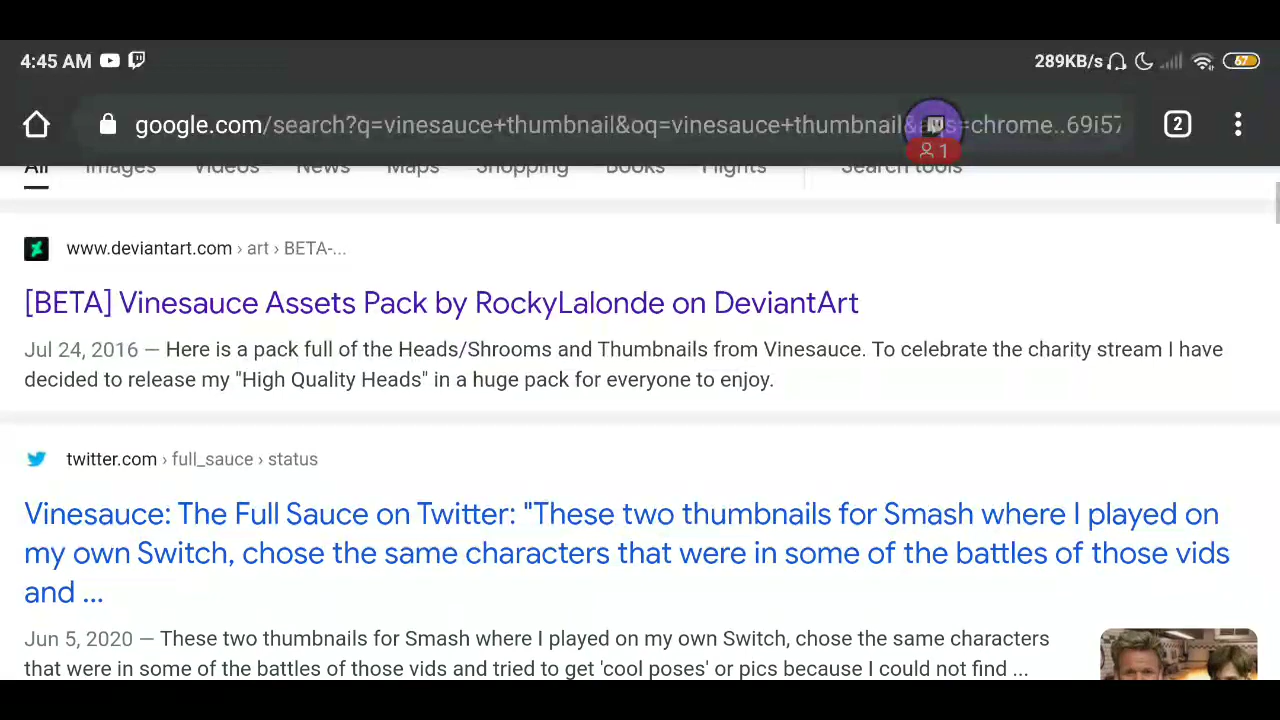 4:45 AM
289KB/s
67
google.com/search?q=vinesauce+thumbnail&oq=vinesauce+thumbnail&aqs=chrome..69i57
2
1
All Images Videos News Maps Shopping Books Flights Search tools
www.deviantart.com › art › BETA-...
[BETA] Vinesauce Assets Pack by RockyLalonde on DeviantArt
Jul 24, 2016 — Here is a pack full of the Heads/Shrooms and Thumbnails from Vinesauce. To celebrate the charity stream I have
decided to release my "High Quality Heads" in a huge pack for everyone to enjoy.
twitter.com › full_sauce › status
Vinesauce: The Full Sauce on Twitter: "These two thumbnails for Smash where I played on
my own Switch, chose the same characters that were in some of the battles of those vids
and ...
Jun 5, 2020 — These two thumbnails for Smash where I played on my own Switch, chose the same characters
that were in some of the battles of those vids and tried to get 'cool poses' or pics because I could not find ...